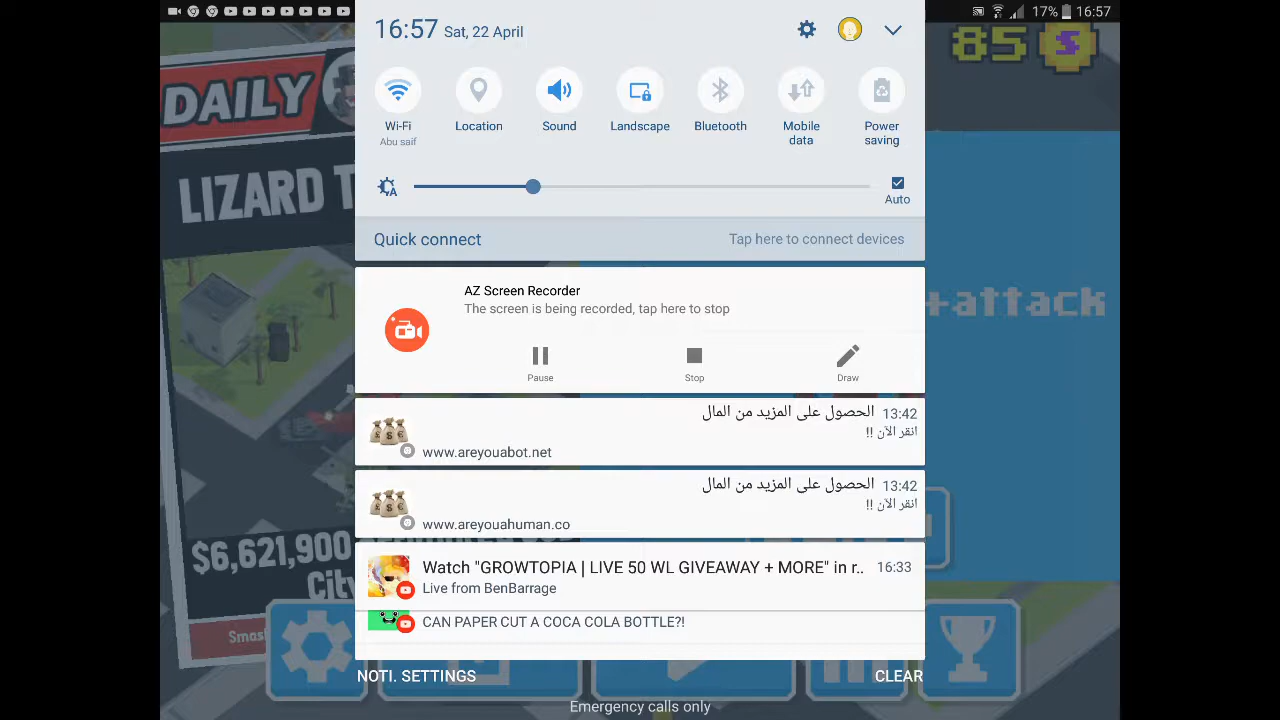 17% 16:57
16:57 Sat, 22 April
85
DAILY
Wi-Fi
Abu saif
Location
Sound
Landscape
Bluetooth
Mobile data
Power saving
LIZARD T
Auto
Quick connect
Tap here to connect devices
AZ Screen Recorder
The screen is being recorded, tap here to stop
+attack
Pause
Stop
Draw
الحصول على المزيد من المال 13:42
انقر الآن !!
www.areyouabot.net
الحصول على المزيد من المال 13:42
انقر الآن !!
www.areyouahuman.co
$6,621,900
City
Watch "GROWTOPIA | LIVE 50 WL GIVEAWAY + MORE" in r.. 16:33
Live from BenBarrage
CAN PAPER CUT A COCA COLA BOTTLE?!
Smas
NOTI. SETTINGS
CLEAR
Emergency calls only